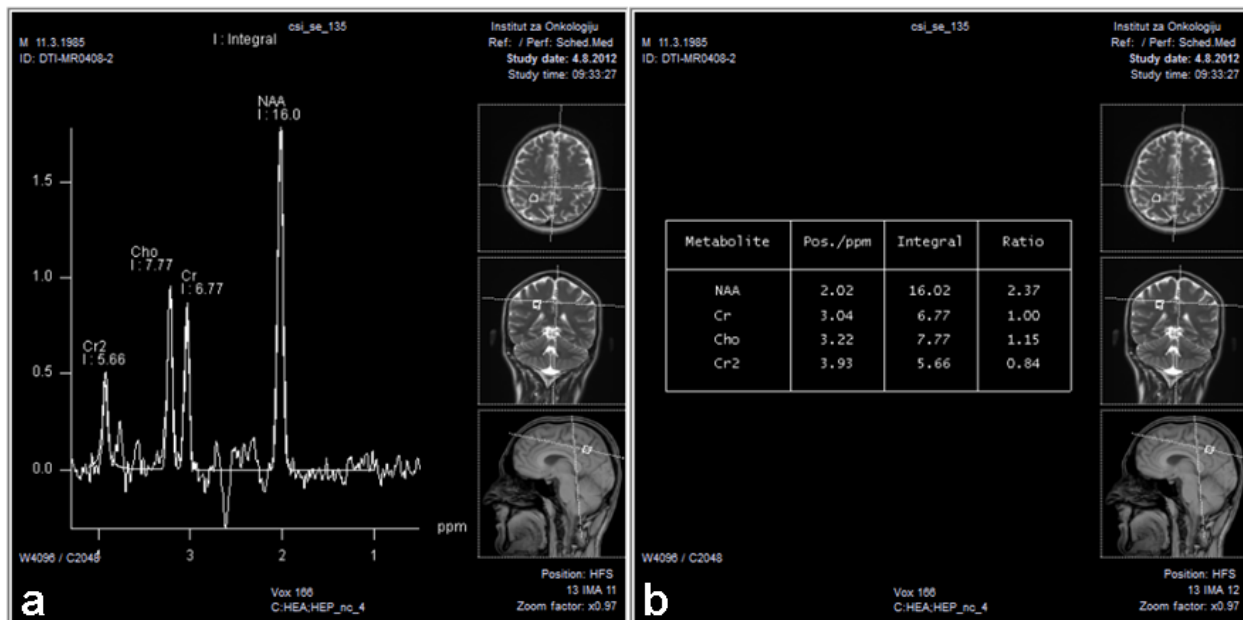 csi_se_135
Institut za Onkologiju
M 11.3.1985
I : Integral
Ref: / Perf: Sched.Med
ID: DTI-MR0408-2
Study date: 4.8.2012
Study time: 09:33:27
NAA
I : 16.0
1.5
Cho
I : 7.77
Cr
I : 6.77
1.0
Cr2
I : 5.66
0.5
0.0
ppm
4 3 2 1
W4096 / C2048
Position: HFS
Vox 166
13 IMA 11
C:HEA;HEP_nc_4
Zoom factor: x0.97
a
csi_se_135
Institut za Onkologiju
M 11.3.1985
Ref: / Perf: Sched.Med
ID: DTI-MR0408-2
Study date: 4.8.2012
Study time: 09:33:27
Metabolite Pos./ppm Integral Ratio
NAA 2.02 16.02 2.37
Cr 3.04 6.77 1.00
Cho 3.22 7.77 1.15
Cr2 3.93 5.66 0.84
W4096 / C2048
Position: HFS
Vox 166
13 IMA 12
C:HEA;HEP_nc_4
Zoom factor: x0.97
b